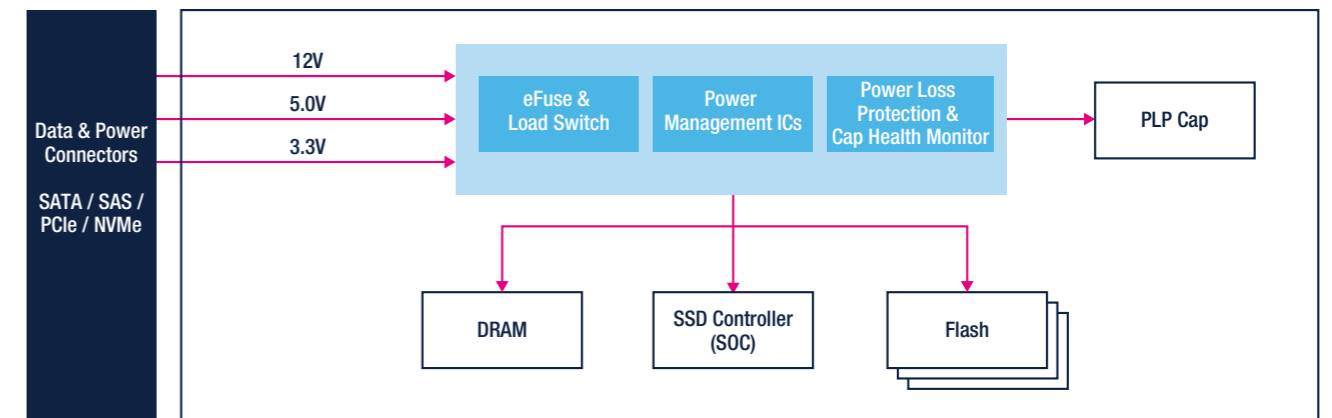 Data & Power
Connectors
SATA / SAS /
PCIe / NVMe
12V
5.0V
3.3V
eFuse &
Load Switch
Power
Management ICs
Power Loss
Protection &
Cap Health Monitor
PLP Cap
DRAM
SSD Controller
(SOC)
Flash